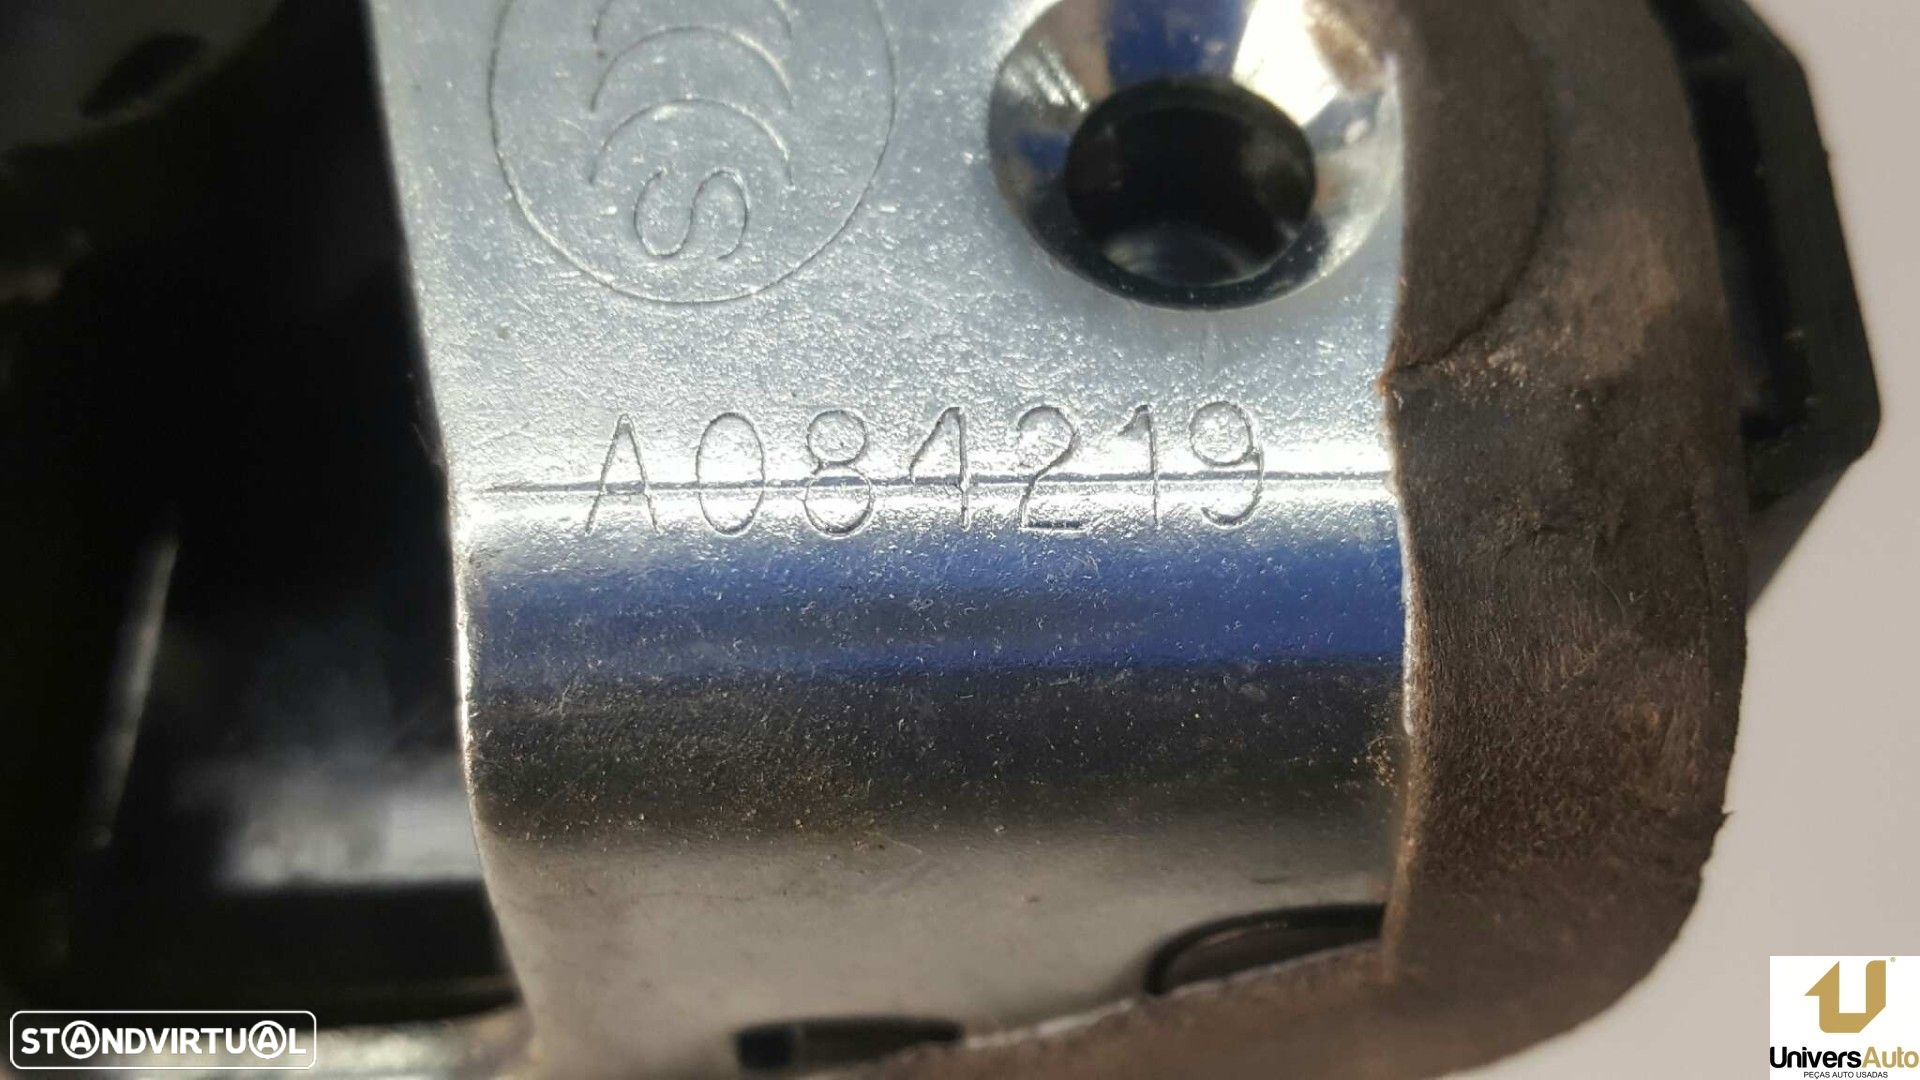 S
A084219
STANDVIRTUAL
UniversAuto
PEÇAS AUTO USADAS